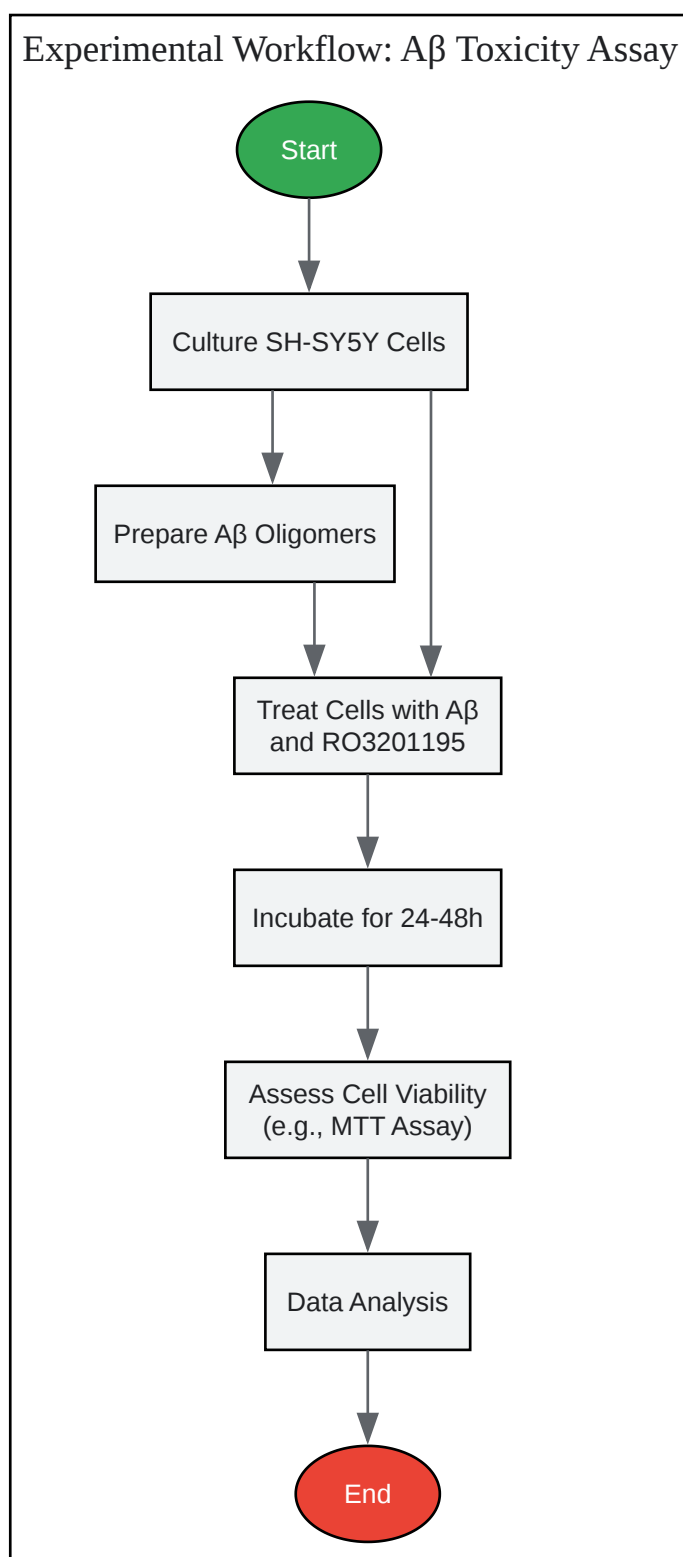 Experimental Workflow: Aβ Toxicity Assay
Start
Culture SH-SY5Y Cells
Prepare Aβ Oligomers
Treat Cells with Aβ
and RO3201195
Incubate for 24-48h
Assess Cell Viability
(e.g., MTT Assay)
Data Analysis
End